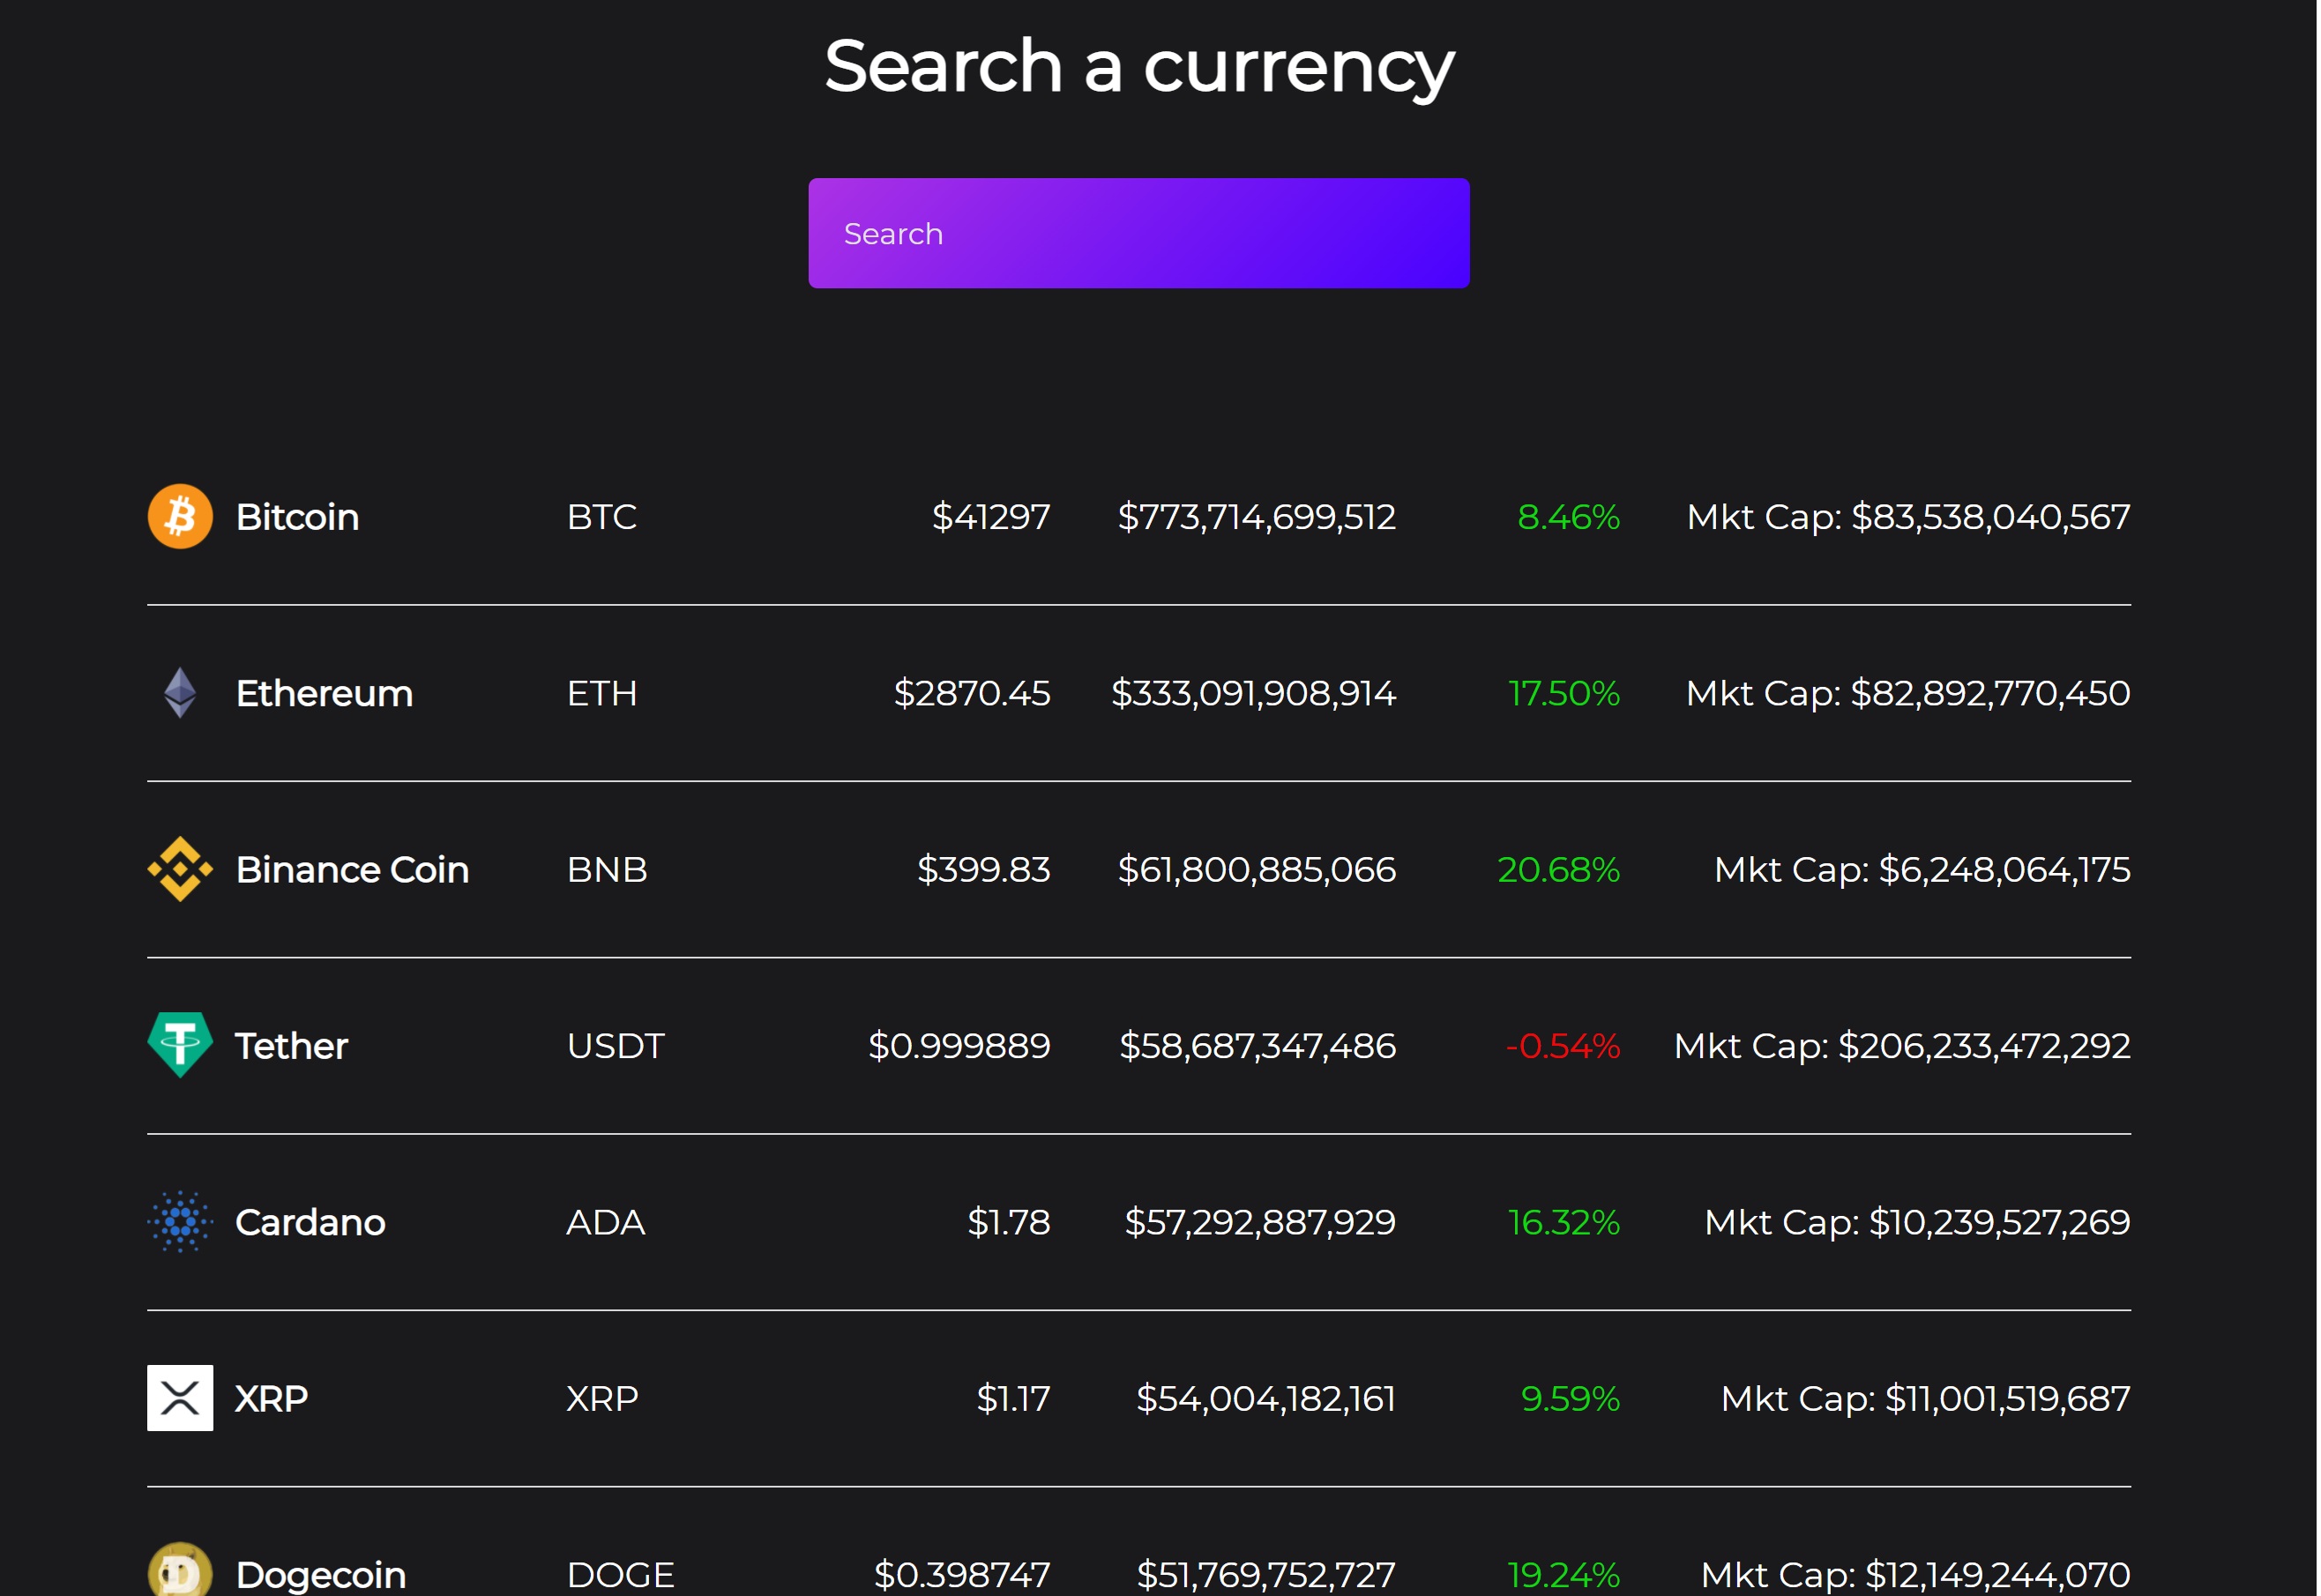 Search a currency
Search
Bitcoin BTC $41297 $773,714,699,512 8.46% Mkt Cap: $83,538,040,567
Ethereum ETH $2870.45 $333,091,908,914 17.50% Mkt Cap: $82,892,770,450
Binance Coin BNB $399.83 $61,800,885,066 20.68% Mkt Cap: $6,248,064,175
Tether USDT $0.999889 $58,687,347,486 -0.54% Mkt Cap: $206,233,472,292
Cardano ADA $1.78 $57,292,887,929 16.32% Mkt Cap: $10,239,527,269
XRP XRP $1.17 $54,004,182,161 9.59% Mkt Cap: $11,001,519,687
Dogecoin DOGE $0.398747 $51,769,752,727 19.24% Mkt Cap: $12,149,244,070